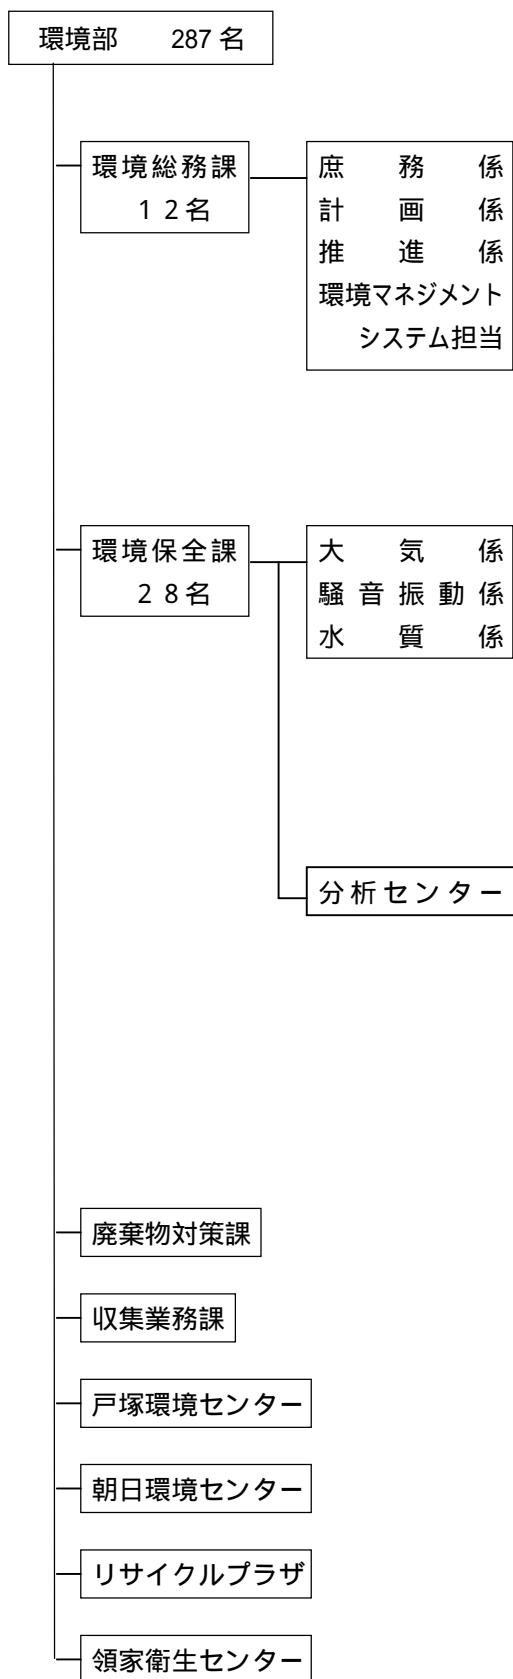 環境部 287名
環境総務課
12名
庶務係
計画係
推進係
環境マネジメント
システム担当
環境保全課
28名
大気係
騒音振動係
水質係
分析センター
廃棄物対策課
収集業務課
戸塚環境センター
朝日環境センター
リサイクルプラザ
領家衛生センター